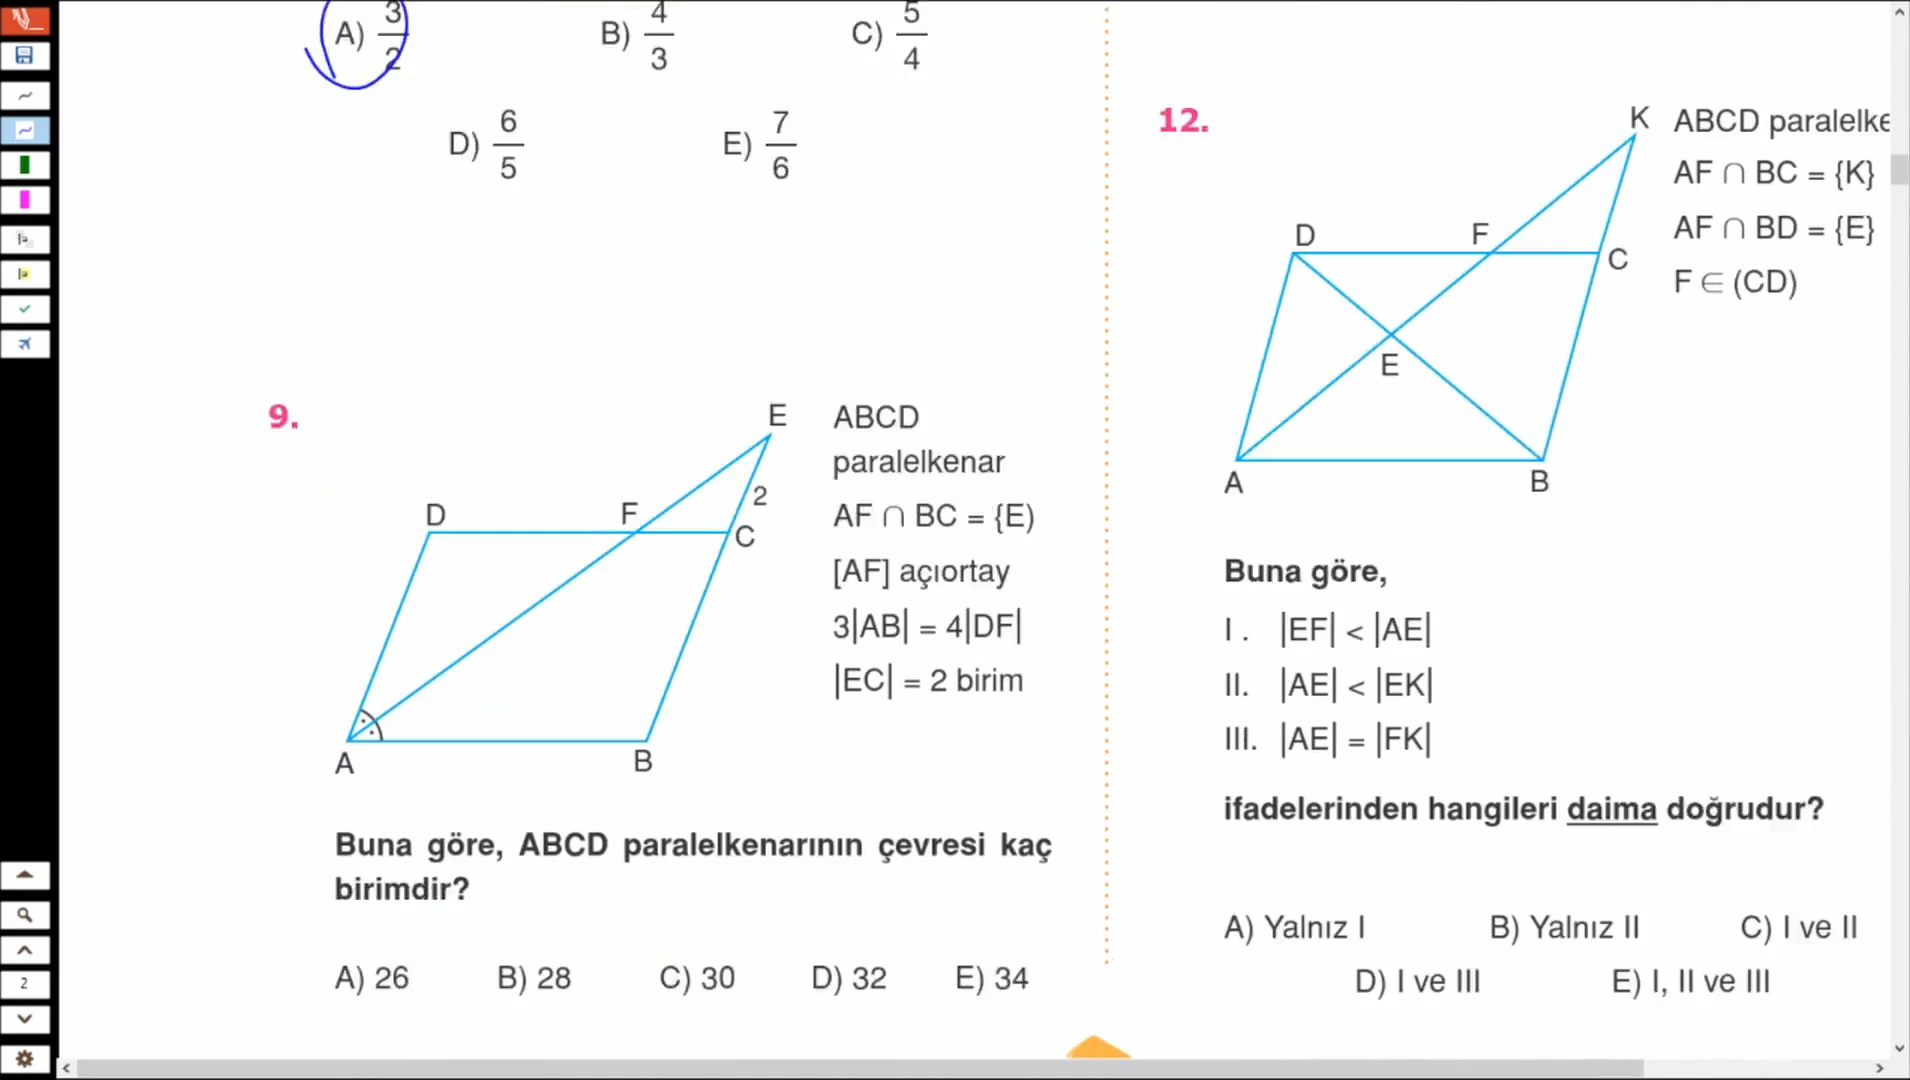 A) 3/2 B) 4/3 C) 5/4
D) 6/5 E) 7/6
9.
E
D F 2 C
A B
ABCD
paralelkenar
AF ∩ BC = {E)
[AF] açıortay
3|AB| = 4|DF|
|EC| = 2 birim
Buna göre, ABCD paralelkenarının çevresi kaç
birimdir?
A) 26 B) 28 C) 30 D) 32 E) 34
12.
K
D F C
E
A B
ABCD paralelke
AF ∩ BC = {K}
AF ∩ BD = {E}
F ∈ (CD)
Buna göre,
I . |EF| < |AE|
II. |AE| < |EK|
III. |AE| = |FK|
ifadelerinden hangileri daima doğrudur?
A) Yalnız I B) Yalnız II C) I ve II
D) I ve III E) I, II ve III
2